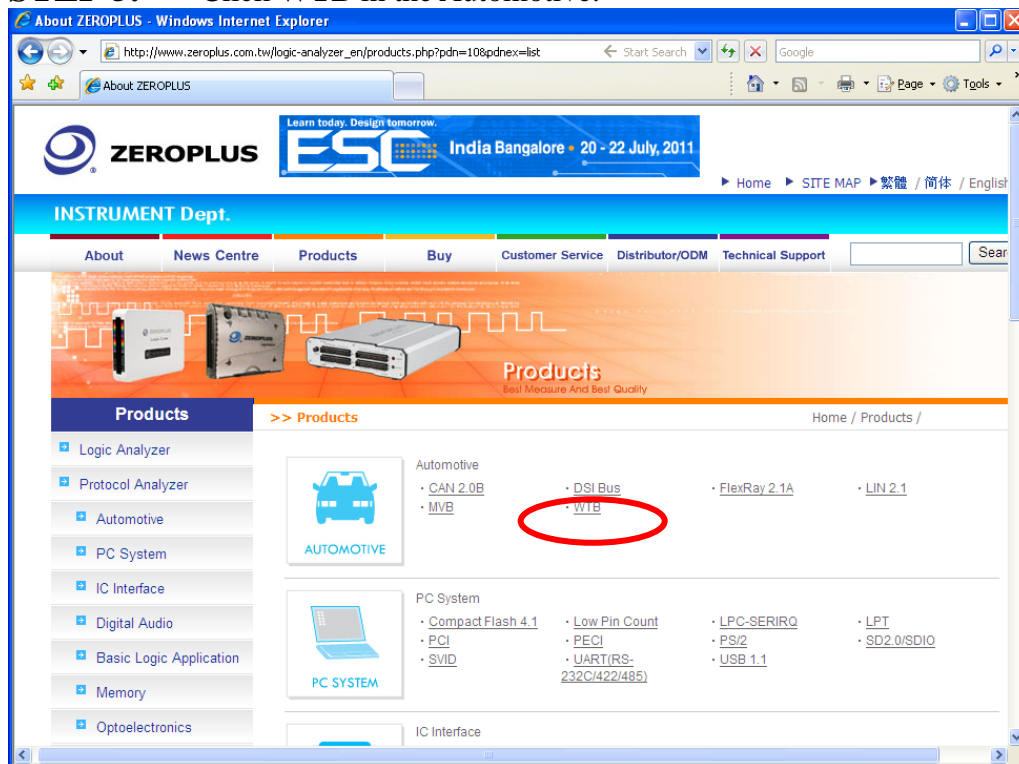 About ZEROPLUS - Windows Internet Explorer
http://www.zeroplus.com.tw/logic-analyzer_en/products.php?pdn=10&pdnex=list
Start Search
Google
About ZEROPLUS
Page
Tools
ZEROPLUS
Learn today. Design tomorrow.
ESC India Bangalore • 20 - 22 July, 2011
Home SITE MAP 繁體 / 简体 / English
INSTRUMENT Dept.
About News Centre Products Buy Customer Service Distributor/ODM Technical Support Sear
Products
Best Measure And Best Quality
Products
>> Products
Home / Products /
Logic Analyzer
Protocol Analyzer
Automotive
PC System
IC Interface
Digital Audio
Basic Logic Application
Memory
Optoelectronics
AUTOMOTIVE
Automotive
· CAN 2.0B · DSI Bus · FlexRay 2.1A · LIN 2.1
· MVB · WTB
PC SYSTEM
PC System
· Compact Flash 4.1 · Low Pin Count · LPC-SERIRQ · LPT
· PCI · PECI · PS/2 · SD2.0/SDIO
· SVID · UART(RS-232C/422/485) · USB 1.1
IC Interface